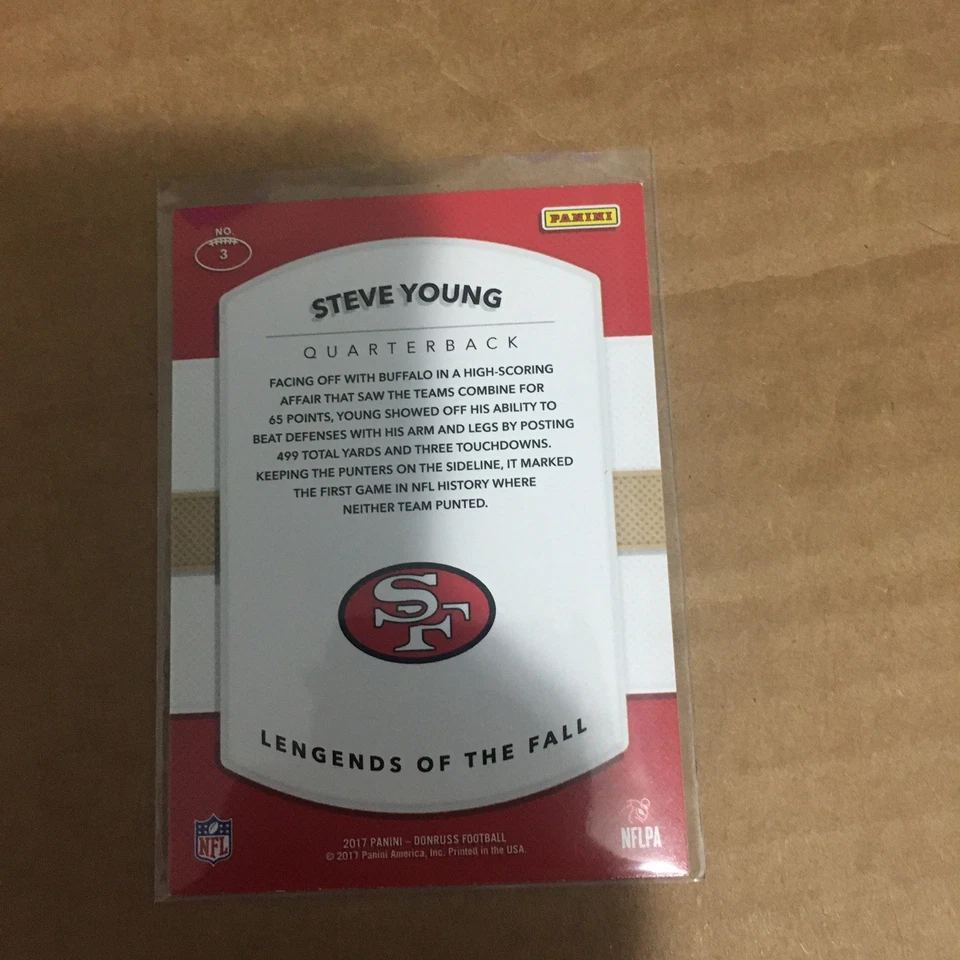 NO.
3
PANINI
STEVE YOUNG
QUARTERBACK
FACING OFF WITH BUFFALO IN A HIGH-SCORING
AFFAIR THAT SAW THE TEAMS COMBINE FOR
65 POINTS, YOUNG SHOWED OFF HIS ABILITY TO
BEAT DEFENSES WITH HIS ARM AND LEGS BY POSTING
499 TOTAL YARDS AND THREE TOUCHDOWNS.
KEEPING THE PUNTERS ON THE SIDELINE, IT MARKED
THE FIRST GAME IN NFL HISTORY WHERE
NEITHER TEAM PUNTED.
SF
LENGENDS OF THE FALL
NFL
2017 PANINI – DONRUSS FOOTBALL
© 2017 Panini America, Inc. Printed in the USA.
NFLPA